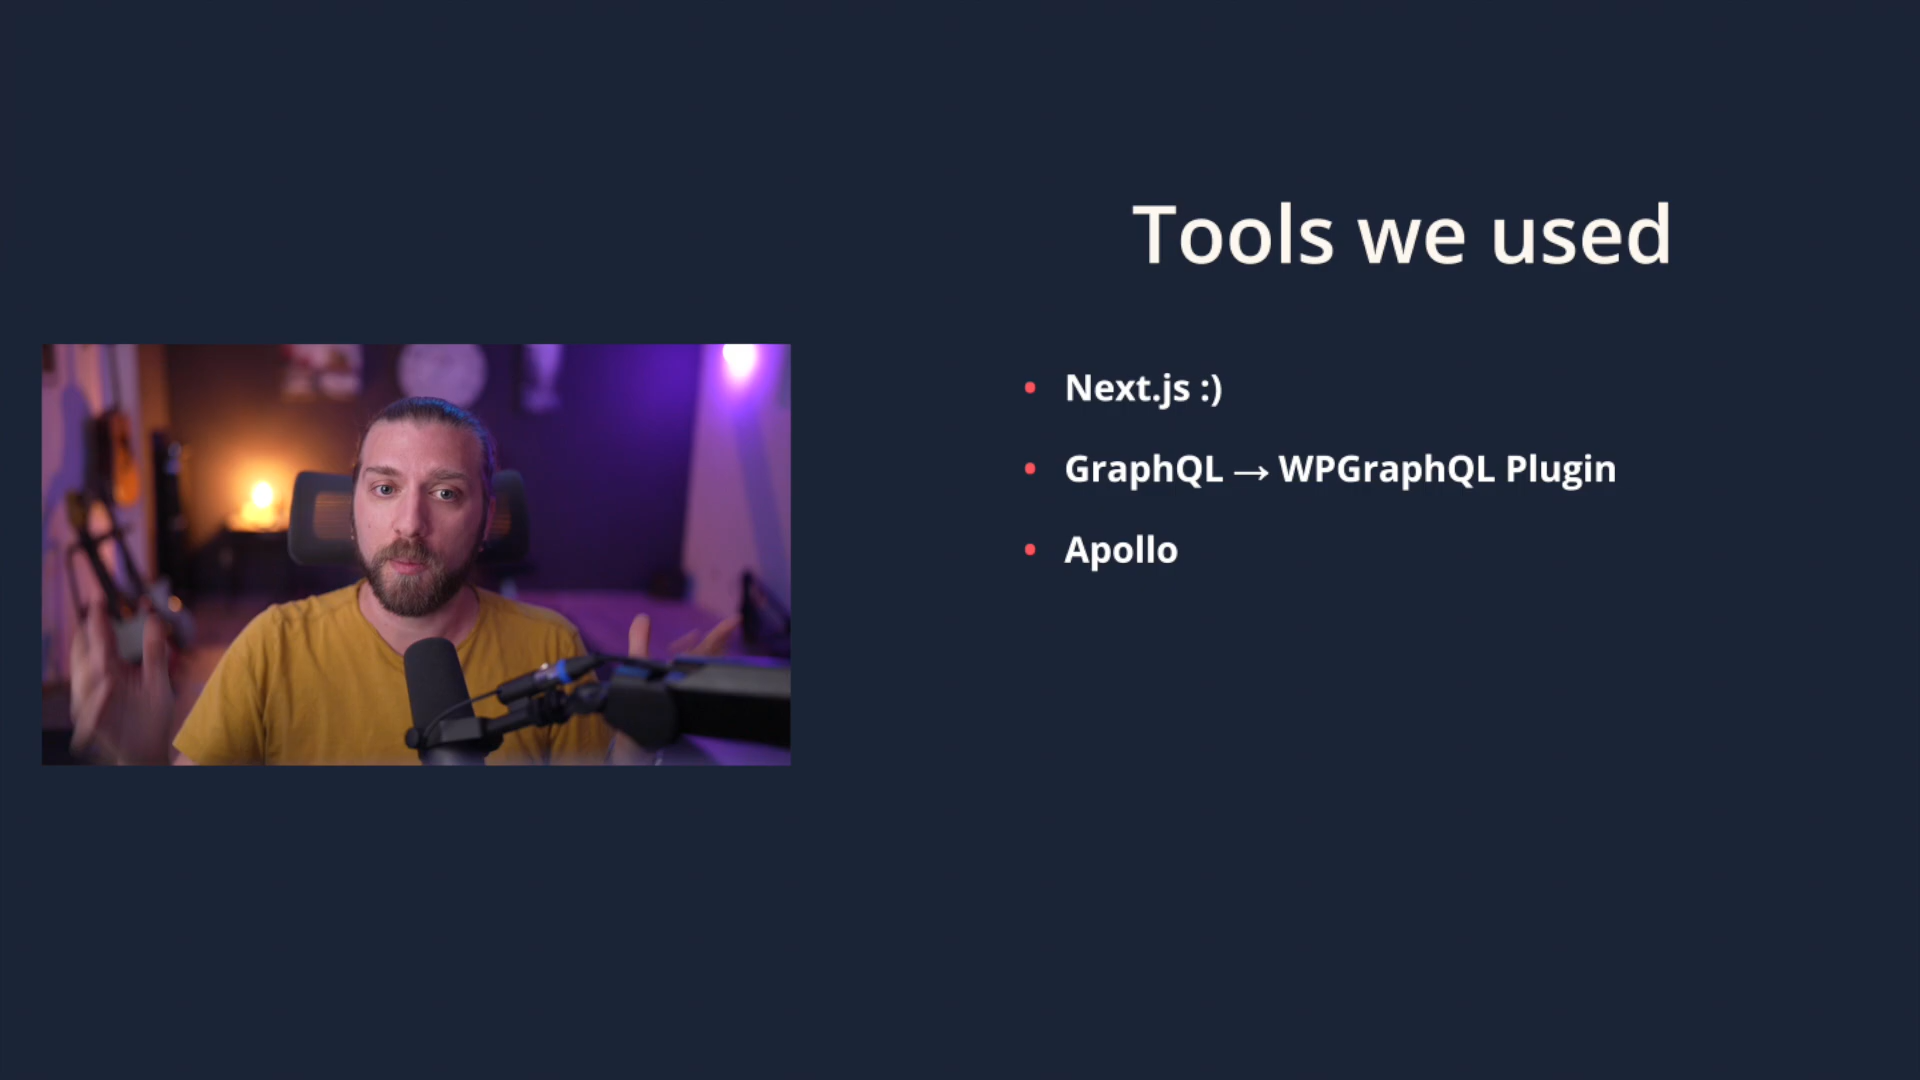 Tools we used
• Next.js :)
• GraphQL → WPGraphQL Plugin
• Apollo